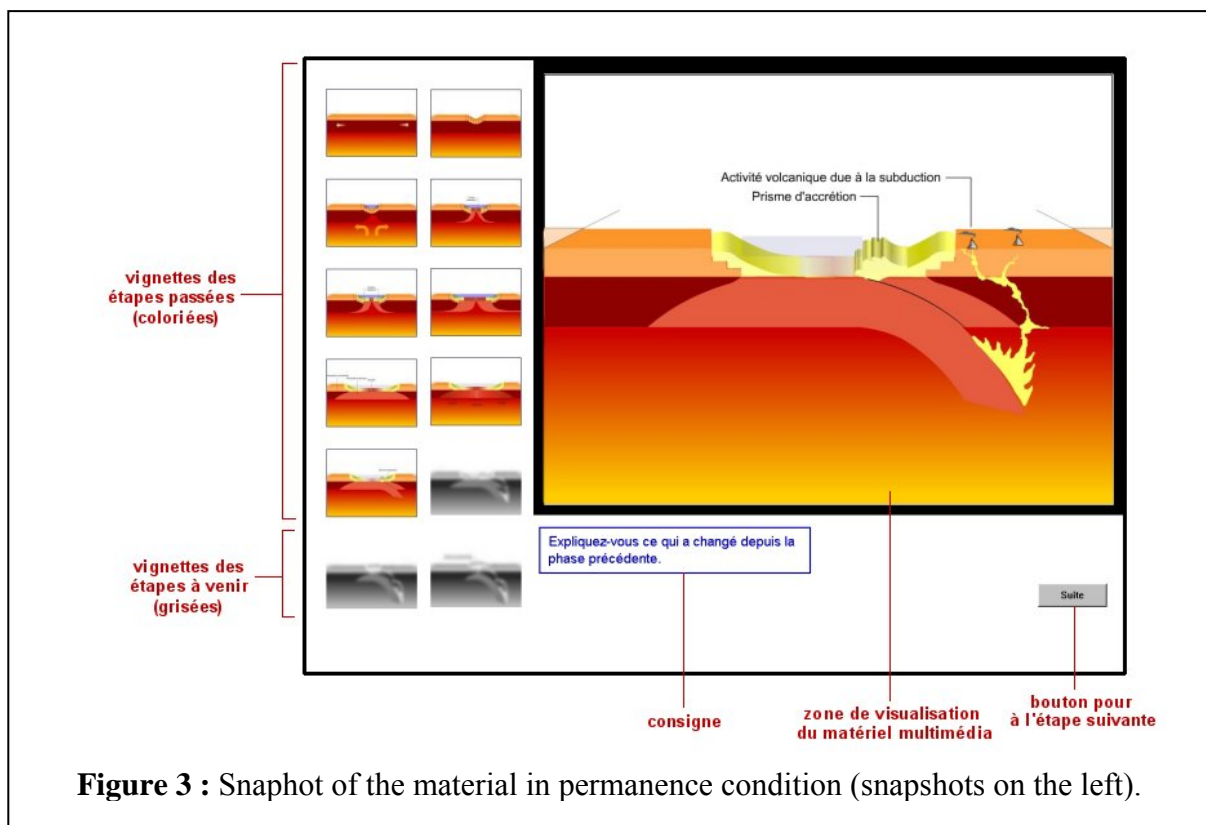 Activité volcanique due à la subduction
Prisme d'accrétion
vignettes des
étapes passées
(coloriées)
vignettes des
étapes à venir
(grisées)
Expliquez-vous ce qui a changé depuis la
phase précédente.
Suite
consigne
zone de visualisation
du matériel multimédia
bouton pour
à l'étape suivante
Figure 3 : Snaphot of the material in permanence condition (snapshots on the left).